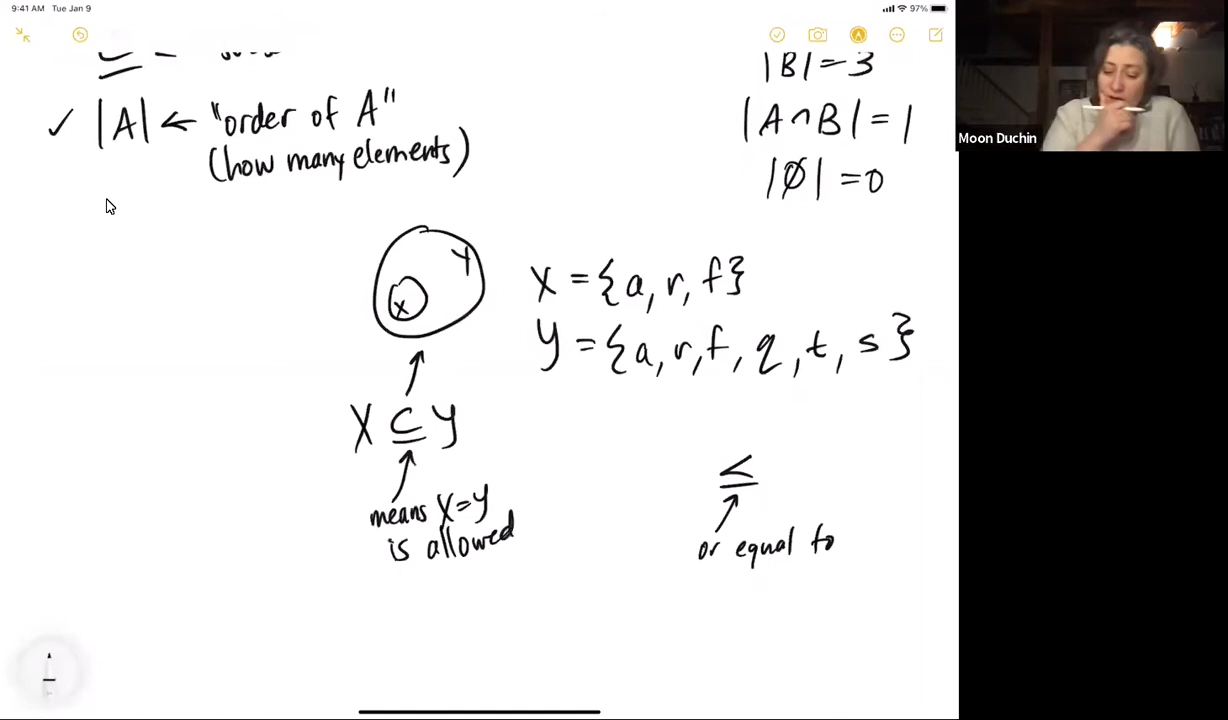 9:41 AM Tue Jan 9
97%
|B|=3
✓ |A| ← "order of A"
(how many elements)
|A∩B|=1
|Ø|=0
Moon Duchin
Y
X
X={a, r, f}
Y={a, r, f, q, t, s}
X ⊆ Y
means X=Y
is allowed
≤
or equal to